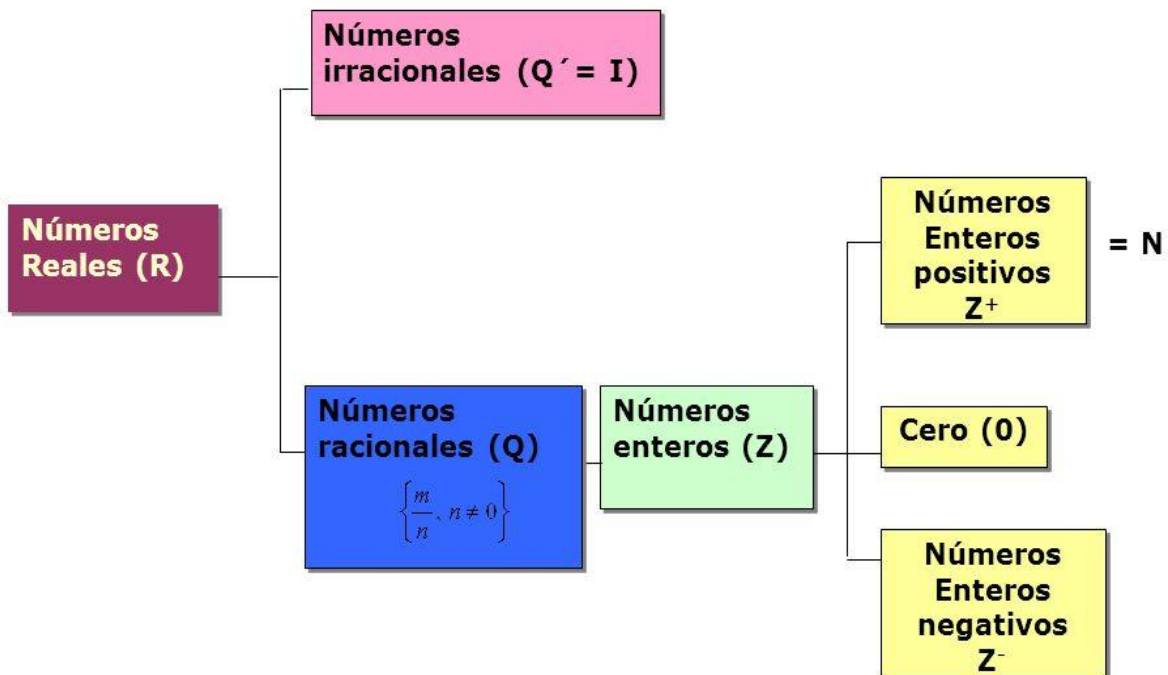 Números
irracionales (Q´= I)
Números
Reales (R)
Números
racionales (Q)
{m/n, n ≠ 0}
Números
enteros (Z)
Números
Enteros
positivos
Z⁺
= N
Cero (0)
Números
Enteros
negativos
Z⁻